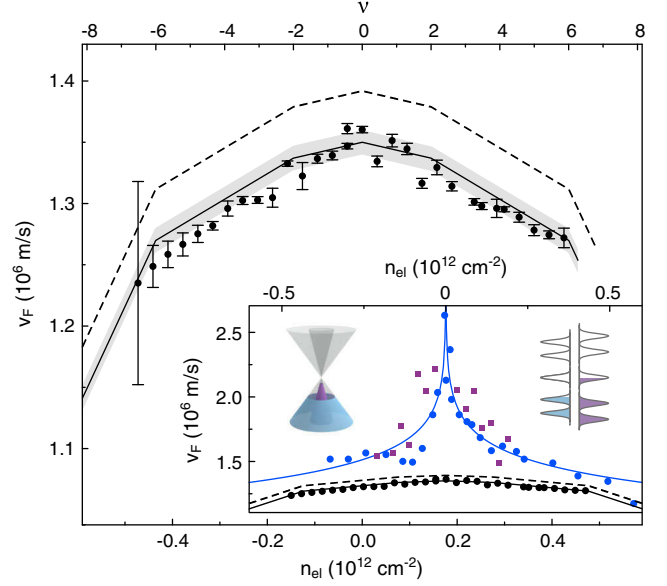 ν
-8 -6 -4 -2 0 2 4 6 8
1.4
1.3
1.2
1.1
v_F (10^6 m/s)
n_el (10^12 cm^-2)
-0.5 0 0.5
2.5
2.0
1.5
1.0
v_F (10^6 m/s)
-0.4 -0.2 0.0 0.2 0.4
n_el (10^12 cm^-2)